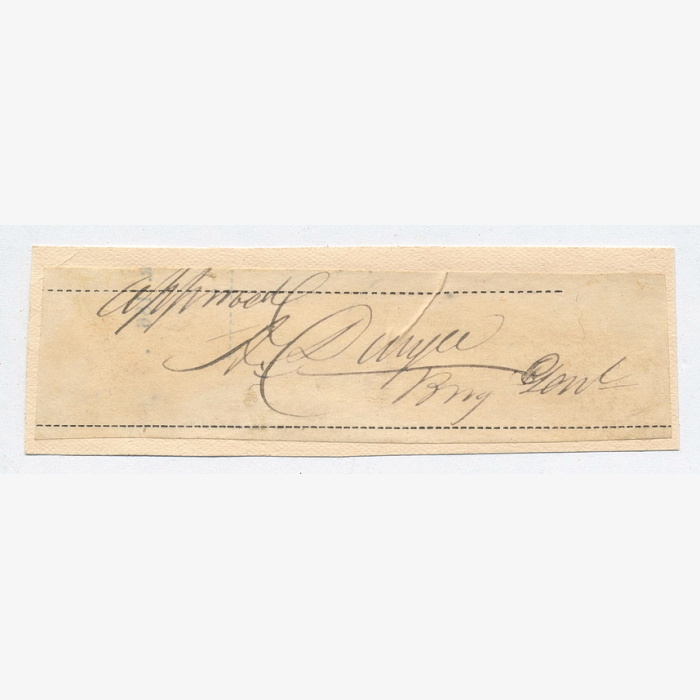 Approved
A. Duryee
Brig Genl